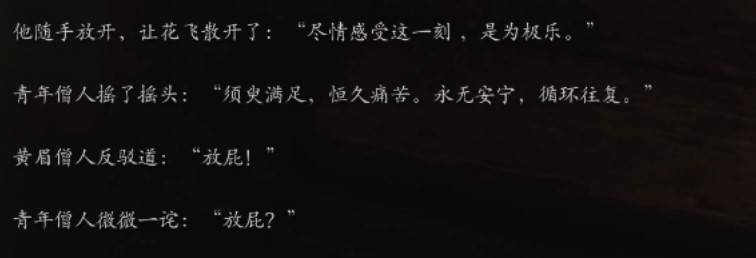 他随手放开，让花飞散开了：“尽情感受这一刻，是为极乐。”
青年僧人摇了摇头：“须臾满足，恒久痛苦。永无安宁，循环往复。”
黄眉僧人反驳道：“放屁！”
青年僧人微微一诧：“放屁？”